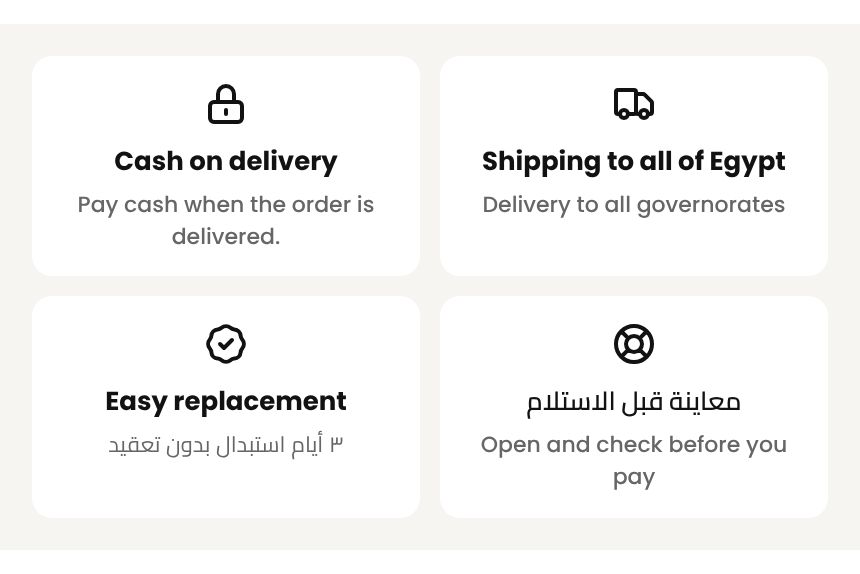 Cash on delivery
Pay cash when the order is
delivered.
Shipping to all of Egypt
Delivery to all governorates
Easy replacement
٣ أيام استبدال بدون تعقيد
معاينة قبل الاستلام
Open and check before you
pay